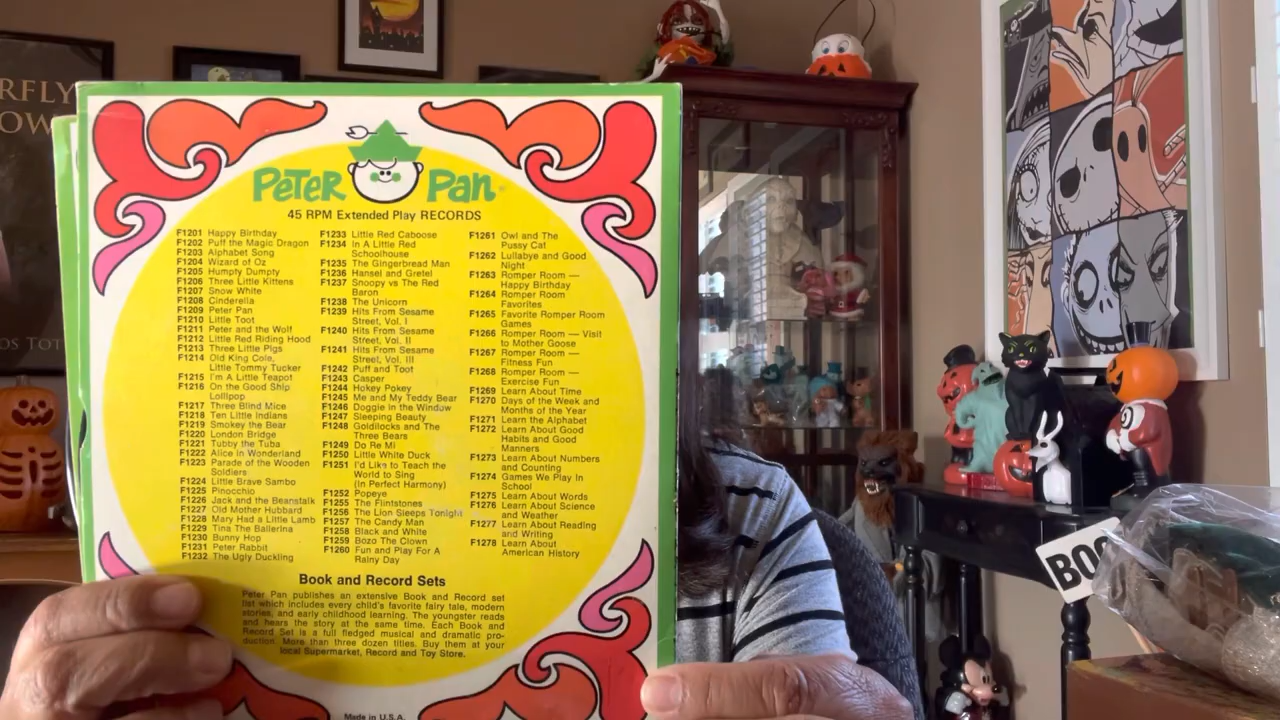 RFLY
OW
OS TOT
PETER PAN
45 RPM Extended Play RECORDS
F1201 Happy Birthday
F1202 Puff the Magic Dragon
F1203 Alphabet Song
F1204 Wizard of Oz
F1205 Humpty Dumpty
F1206 Three Little Kittens
F1207 Snow White
F1208 Cinderella
F1209 Peter Pan
F1210 Little Toot
F1211 Peter and the Wolf
F1212 Little Red Riding Hood
F1213 Three Little Pigs
F1214 Old King Cole,
Little Tommy Tucker
F1215 I'm A Little Teapot
F1216 On the Good Ship
Lollipop
F1217 Three Blind Mice
F1218 Ten Little Indians
F1219 Smokey the Bear
F1220 London Bridge
F1221 Tubby the Tuba
F1222 Alice in Wonderland
F1223 Parade of the Wooden
Soldiers
F1224 Little Brave Sambo
F1225 Pinocchio
F1226 Jack and the Beanstalk
F1227 Old Mother Hubbard
F1228 Mary Had a Little Lamb
F1229 Tina The Ballerina
F1230 Bunny Hop
F1231 Peter Rabbit
F1232 The Ugly Duckling
F1233 Little Red Caboose
F1234 In A Little Red
Schoolhouse
F1235 The Gingerbread Man
F1236 Hansel and Gretel
F1237 Snoopy vs The Red
Baron
F1238 The Unicorn
F1239 Hits From Sesame
Street, Vol. I
F1240 Hits From Sesame
Street, Vol. II
F1241 Hits From Sesame
Street, Vol. III
F1242 Puff and Toot
F1243 Casper
F1244 Hokey Pokey
F1245 Me and My Teddy Bear
F1246 Doggie in the Window
F1247 Sleeping Beauty
F1248 Goldilocks and The
Three Bears
F1249 Do Re Mi
F1250 Little White Duck
F1251 I'd Like to Teach the
World to Sing
(In Perfect Harmony)
F1252 Popeye
F1255 The Flintstones
F1256 The Lion Sleeps Tonight
F1257 The Candy Man
F1258 Black and White
F1259 Bozo The Clown
F1260 Fun and Play For A
Rainy Day
F1261 Owl and The
Pussy Cat
F1262 Lullabye and Good
Night
F1263 Romper Room —
Happy Birthday
F1264 Romper Room
Favorites
F1265 Favorite Romper Room
Games
F1266 Romper Room — Visit
to Mother Goose
F1267 Romper Room —
Fitness Fun
F1268 Romper Room —
Exercise Fun
F1269 Learn About Time
F1270 Days of the Week and
Months of the Year
F1271 Learn the Alphabet
F1272 Learn About Good
Habits and Good
Manners
F1273 Learn About Numbers
and Counting
F1274 Games We Play In
School
F1275 Learn About Words
F1276 Learn About Science
and Weather
F1277 Learn About Reading
and Writing
F1278 Learn About
American History
Book and Record Sets
Peter Pan publishes an extensive Book and Record set
list which includes every child's favorite fairy tale, modern
stories, and early childhood learning. The youngster reads
and hears the story at the same time. Each Book and
Record Set is a full fledged musical and dramatic pro-
duction. More than three dozen titles. Buy them at your
local Supermarket, Record and Toy Store.
Made in U.S.A.
BOO